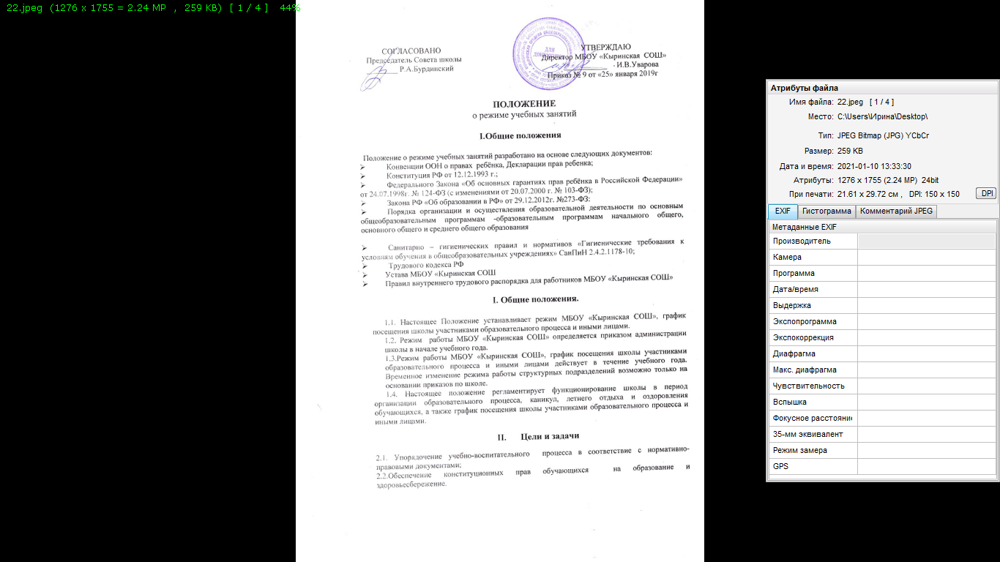 22.jpeg (1276 x 1755 = 2.24 MP , 259 KB) [ 1 / 4 ] 44%
СОГЛАСОВАНО
Председатель Совета школы
Р.А.Бурдинский
ДЛЯ ДОКУМЕНТОВ
УТВЕРЖДАЮ
Директор МБОУ «Кыринская СОШ»
И.В.Уварова
Приказ № 9 от «25» января 2019г
ПОЛОЖЕНИЕ
о режиме учебных занятий
I.Общие положения
Положение о режиме учебных занятий разработано на основе следующих документов:
➢ Конвенции ООН о правах ребёнка, Декларации прав ребенка;
➢ Конституция РФ от 12.12.1993 г.;
➢ Федерального Закона «Об основных гарантиях прав ребёнка в Российской Федерации»
от 24.07.1998г. № 124-ФЗ (с изменениями от 20.07.2000 г. № 103-ФЗ);
➢ Закона РФ «Об образовании в РФ» от 29.12.2012г. №273-ФЗ:
➢ Порядка организации и осуществления образовательной деятельности по основным
общеобразовательным программам -образовательным программам начального общего,
основного общего и среднего общего образования
➢ Санитарно – гигиенических правил и нормативов «Гигиенические требования к
условиям обучения в общеобразовательных учреждениях» СанПиН 2.4.2.1178-10;
➢ Трудового кодекса РФ
➢ Устава МБОУ «Кыринская СОШ
➢ Правил внутреннего трудового распорядка для работников МБОУ «Кыринская СОШ»
I. Общие положения.
1.1. Настоящее Положение устанавливает режим МБОУ «Кыринская СОШ», график
посещения школы участниками образовательного процесса и иными лицами.
1.2. Режим работы МБОУ «Кыринская СОШ» определяется приказом администрации
школы в начале учебного года.
1.3.Режим работы МБОУ «Кыринская СОШ», график посещения школы участниками
образовательного процесса и иными лицами действует в течение учебного года.
Временное изменение режима работы структурных подразделений возможно только на
основании приказов по школе.
1.4. Настоящее положение регламентирует функционирование школы в период
организации образовательного процесса, каникул, летнего отдыха и оздоровления
обучающихся, а также график посещения школы участниками образовательного процесса и
иными лицами.
II. Цели и задачи
2.1. Упорядочение учебно-воспитательного процесса в соответствие с нормативно-
правовыми документами;
2.2.Обеспечение конституционных прав обучающихся на образование и
здоровьесбережение.
Атрибуты файла
Имя файла: 22.jpeg [ 1 / 4 ]
Место: C:\Users\Ирина\Desktop\
Тип: JPEG Bitmap (JPG) YCbCr
Размер: 259 KB
Дата и время: 2021-01-10 13:33:30
Атрибуты: 1276 x 1755 (2.24 MP) 24bit
При печати: 21.61 x 29.72 см , DPI: 150 x 150 DPI
EXIF Гистограмма Комментарий JPEG
Метаданные EXIF
Производитель
Камера
Программа
Дата/время
Выдержка
Экспопрограмма
Экспокоррекция
Диафрагма
Макс. диафрагма
Чувствительность
Вспышка
Фокусное расстояние
35-мм эквивалент
Режим замера
GPS